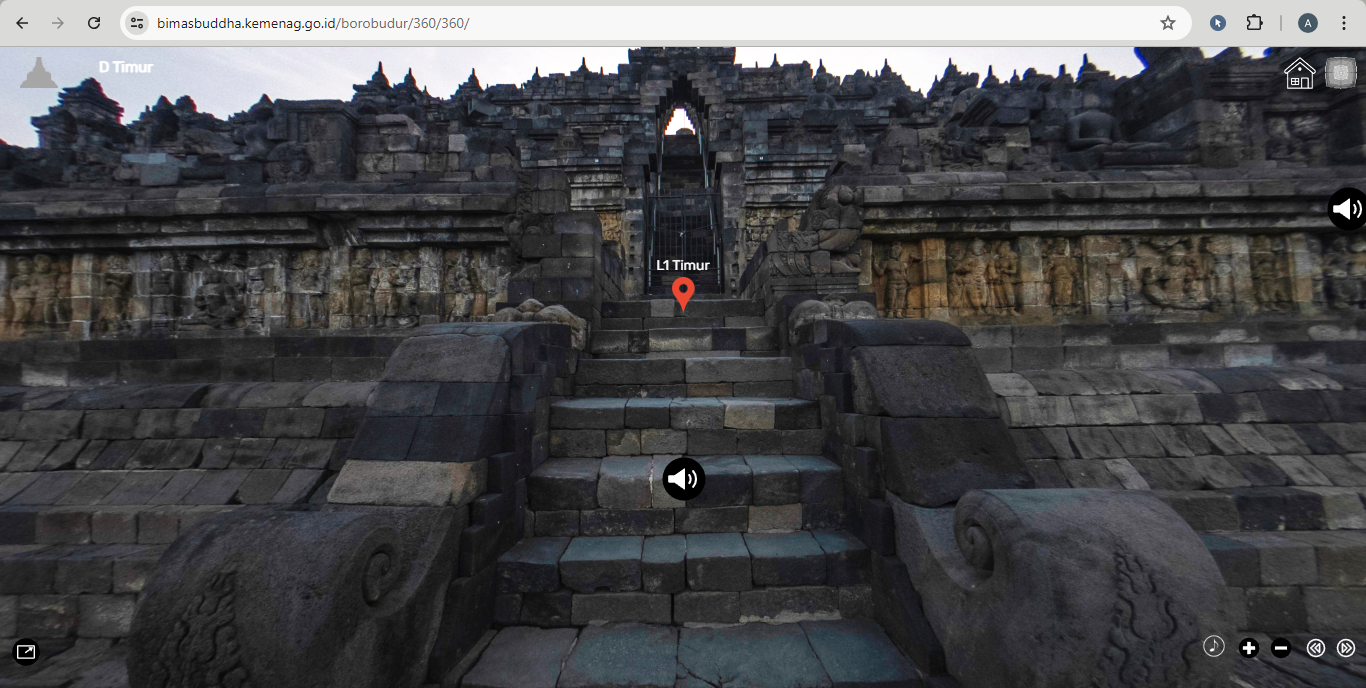 bimasbuddha.kemenag.go.id/borobudur/360/360/
A
D Timur
L1 Timur